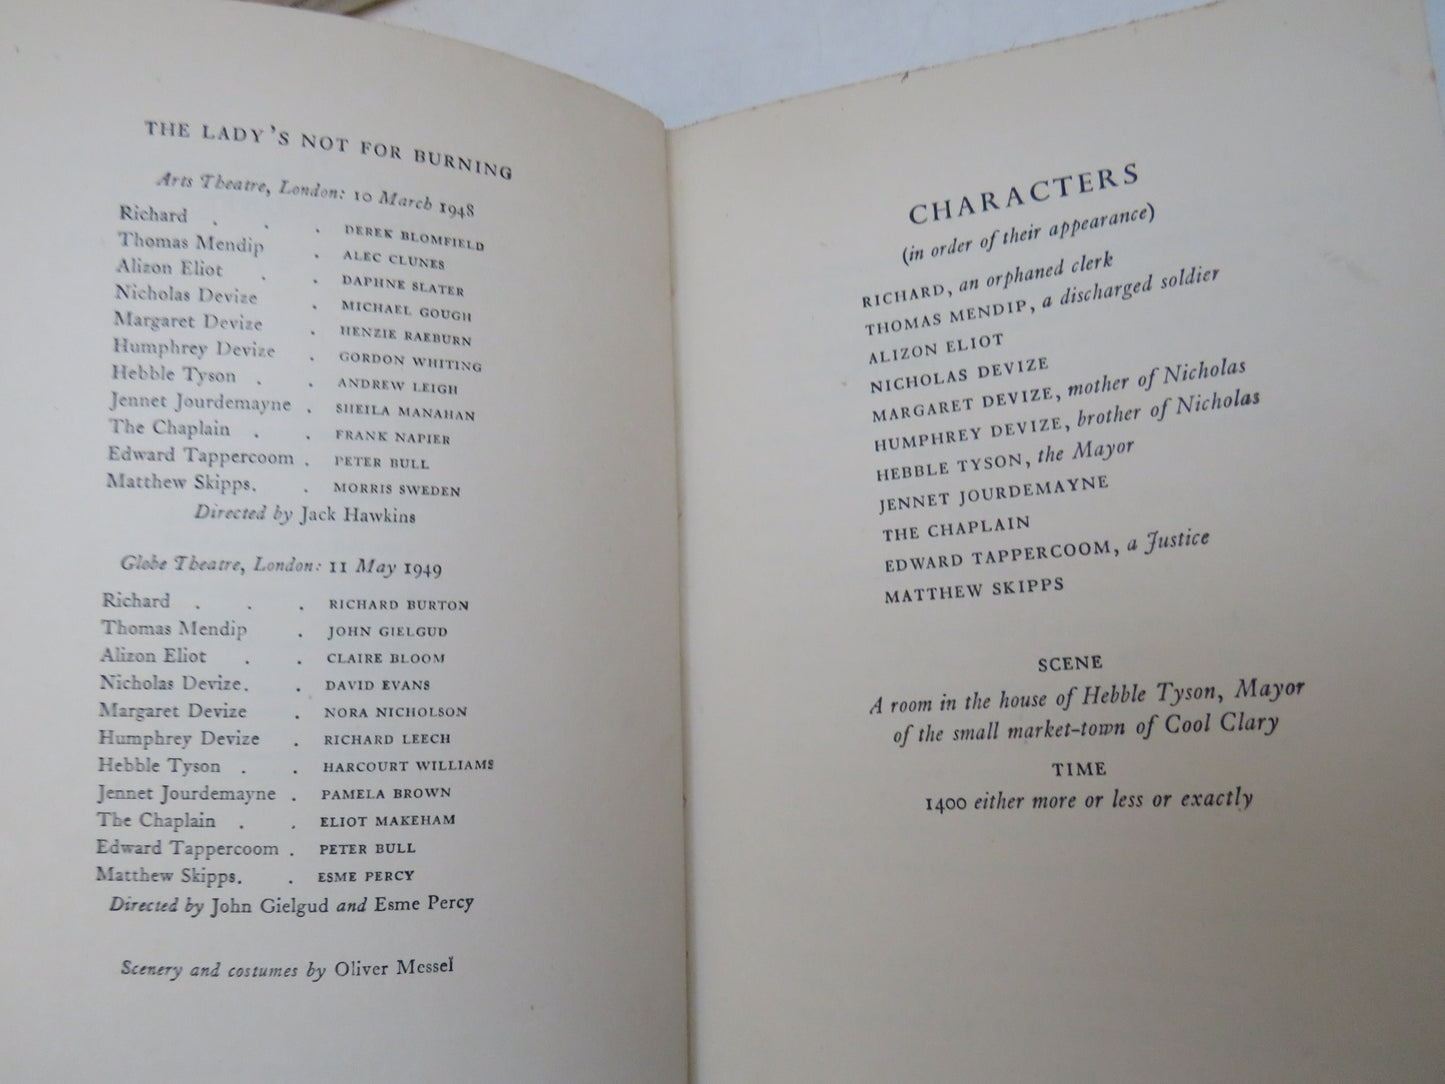 THE LADY'S NOT FOR BURNING
Arts Theatre, London: 10 March 1948
Richard . . . DEREK BLOMFIELD
Thomas Mendip . ALEC CLUNES
Alizon Eliot . . DAPHNE SLATER
Nicholas Devize . MICHAEL GOUGH
Margaret Devize . HENZIE RAEBURN
Humphrey Devize . GORDON WHITING
Hebble Tyson . . ANDREW LEIGH
Jennet Jourdemayne . SHEILA MANAHAN
The Chaplain . . FRANK NAPIER
Edward Tappercoom . PETER BULL
Matthew Skipps. . MORRIS SWEDEN
Directed by Jack Hawkins
Globe Theatre, London: 11 May 1949
Richard . . . RICHARD BURTON
Thomas Mendip . JOHN GIELGUD
Alizon Eliot . . CLAIRE BLOOM
Nicholas Devize. . DAVID EVANS
Margaret Devize . NORA NICHOLSON
Humphrey Devize . RICHARD LEECH
Hebble Tyson . . HARCOURT WILLIAMS
Jennet Jourdemayne . PAMELA BROWN
The Chaplain . . ELIOT MAKEHAM
Edward Tappercoom . PETER BULL
Matthew Skipps. . ESME PERCY
Directed by John Gielgud and Esme Percy
Scenery and costumes by Oliver Messel
CHARACTERS
(in order of their appearance)
RICHARD, an orphaned clerk
THOMAS MENDIP, a discharged soldier
ALIZON ELIOT
NICHOLAS DEVIZE
MARGARET DEVIZE, mother of Nicholas
HUMPHREY DEVIZE, brother of Nicholas
HEBBLE TYSON, the Mayor
JENNET JOURDEMAYNE
THE CHAPLAIN
EDWARD TAPPERCOOM, a Justice
MATTHEW SKIPPS
SCENE
A room in the house of Hebble Tyson, Mayor
of the small market-town of Cool Clary
TIME
1400 either more or less or exactly